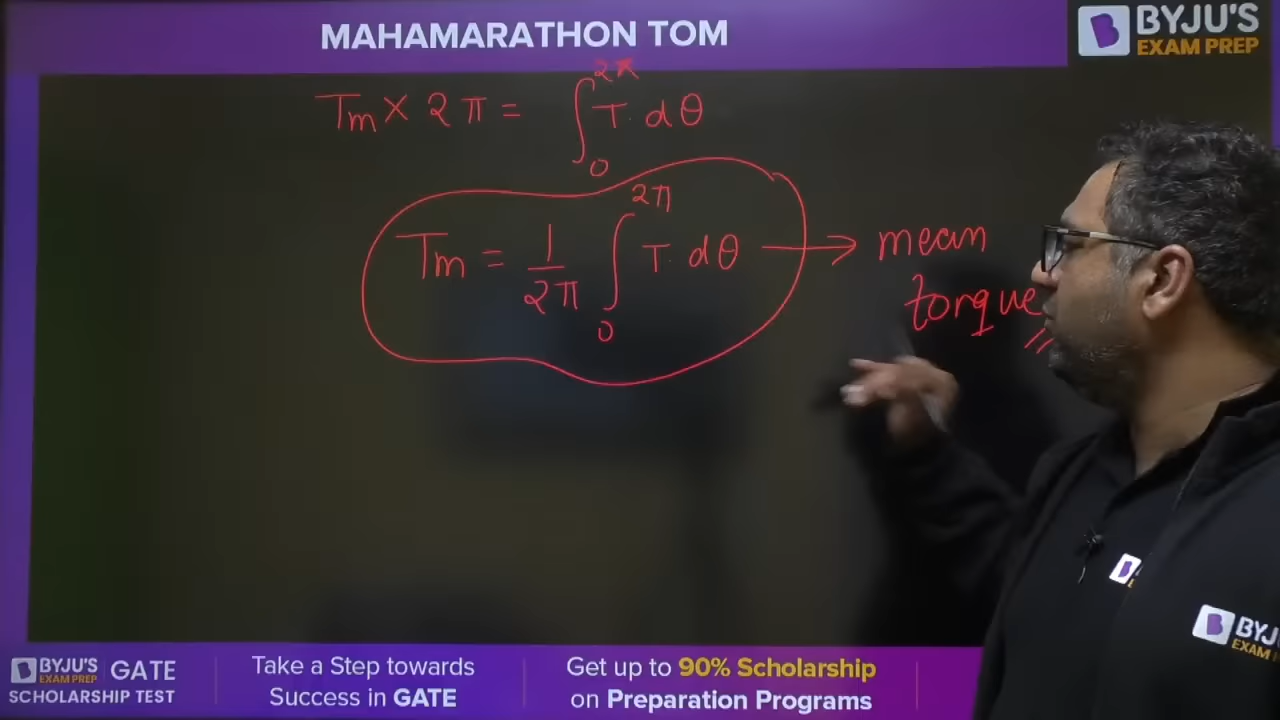 MAHAMARATHON TOM
BYJU'S
EXAM PREP
Tm × 2π = ∫₀^2π T. dθ
Tm = 1/2π ∫₀^2π T. dθ → mean
torque
B
BYJU
EXAM
BYJU'S
EXAM PREP
GATE
SCHOLARSHIP TEST
Take a Step towards
Success in GATE
Get up to 90% Scholarship
on Preparation Programs